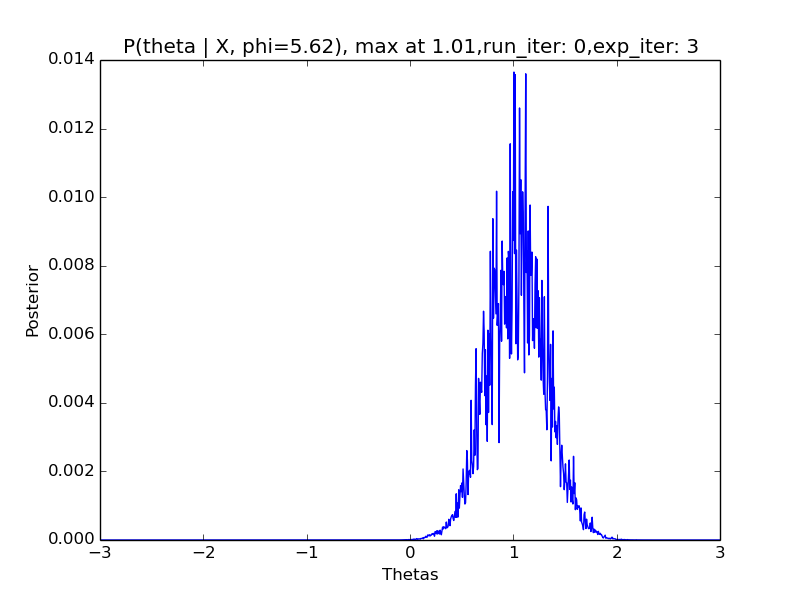 P(theta | X, phi=5.62), max at 1.01,run_iter: 0,exp_iter: 3
0.014
0.012
0.010
0.008
0.006
0.004
0.002
0.000
Posterior
−3 −2 −1 0 1 2 3
Thetas